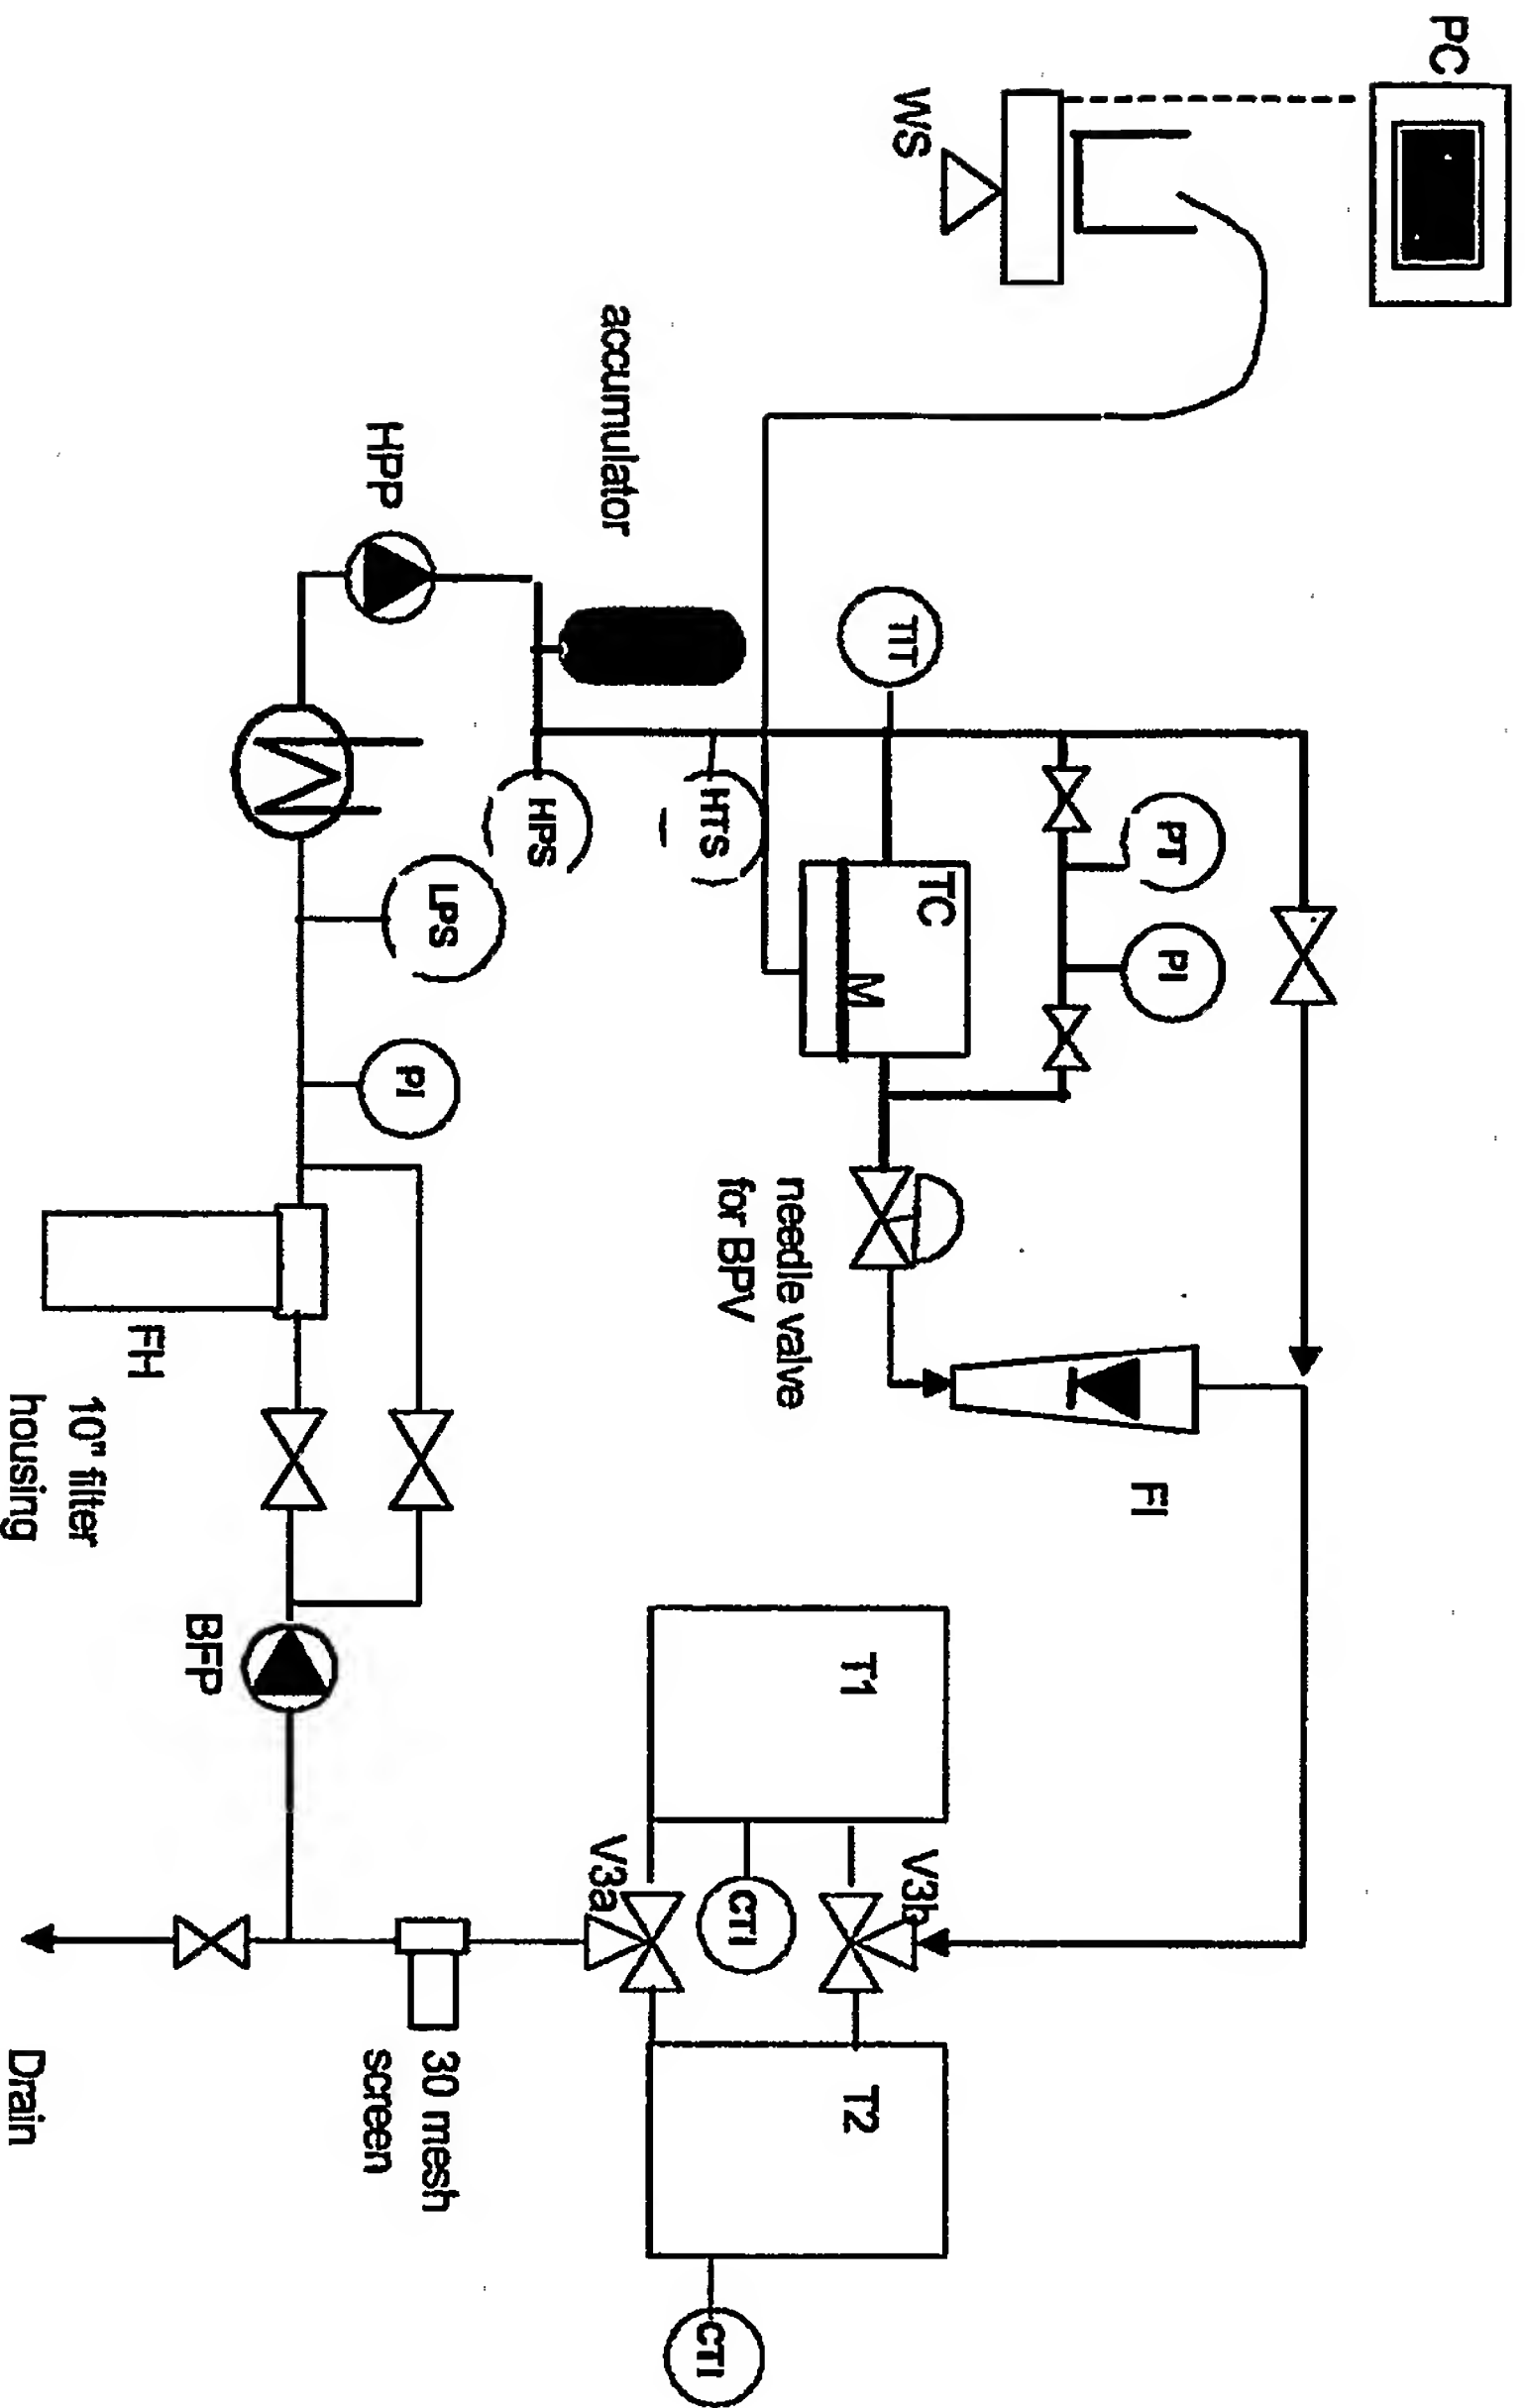 PC
WS
accumulator
HPP
TIT
HPS
HTS
LPS
PI
PT
PI
TC
M
needle valve
for BPV
FI
FH
10" filter
housing
BFP
T1
V3a
V3b
CTI
T2
CTI
30 mesh
screen
Drain